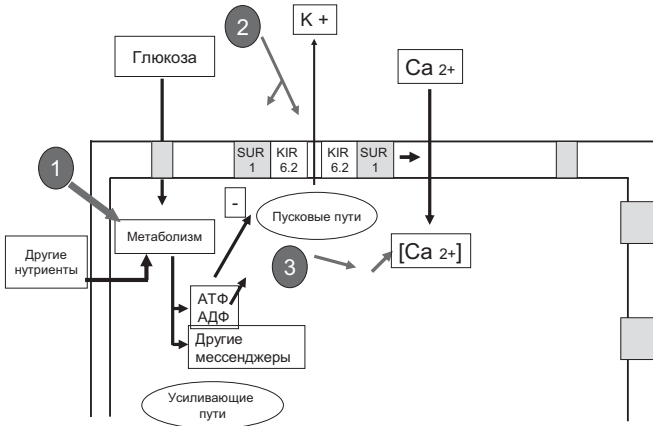 2
K +
Глюкоза
Ca 2+
1
SUR
1
KIR
6.2
KIR
6.2
SUR
1
-
Пусковые пути
Метаболизм
Другие
нутриенты
3
[Ca 2+]
АТФ
АДФ
Другие
мессенджеры
Усиливающие
пути